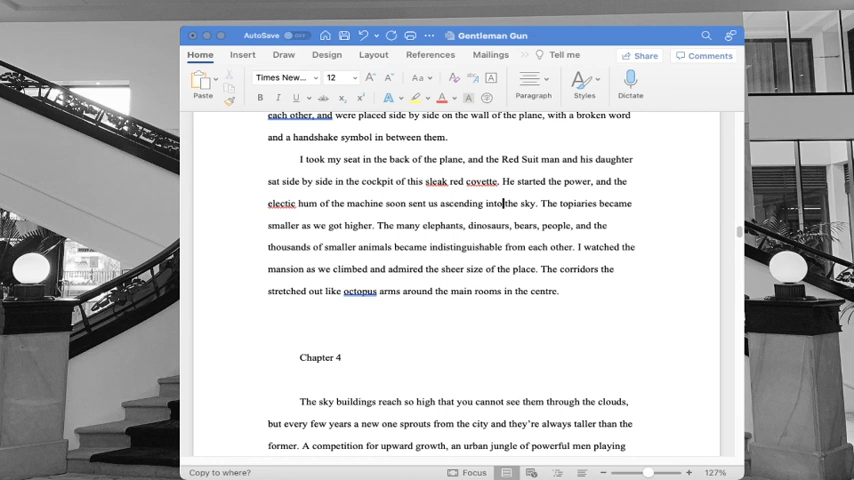 AutoSave OFF
Gentleman Gun
Home Insert Draw Design Layout References Mailings Tell me Share Comments
Paste Times New... 12 Aa Paragraph Styles Dictate
each other, and were placed side by side on the wall of the plane, with a broken word
and a handshake symbol in between them.
I took my seat in the back of the plane, and the Red Suit man and his daughter
sat side by side in the cockpit of this sleak red covette. He started the power, and the
electic hum of the machine soon sent us ascending into the sky. The topiaries became
smaller as we got higher. The many elephants, dinosaurs, bears, people, and the
thousands of smaller animals became indistinguishable from each other. I watched the
mansion as we climbed and admired the sheer size of the place. The corridors the
stretched out like octopus arms around the main rooms in the centre.
Chapter 4
The sky buildings reach so high that you cannot see them through the clouds,
but every few years a new one sprouts from the city and they're always taller than the
former. A competition for upward growth, an urban jungle of powerful men playing
Copy to where? Focus 127%